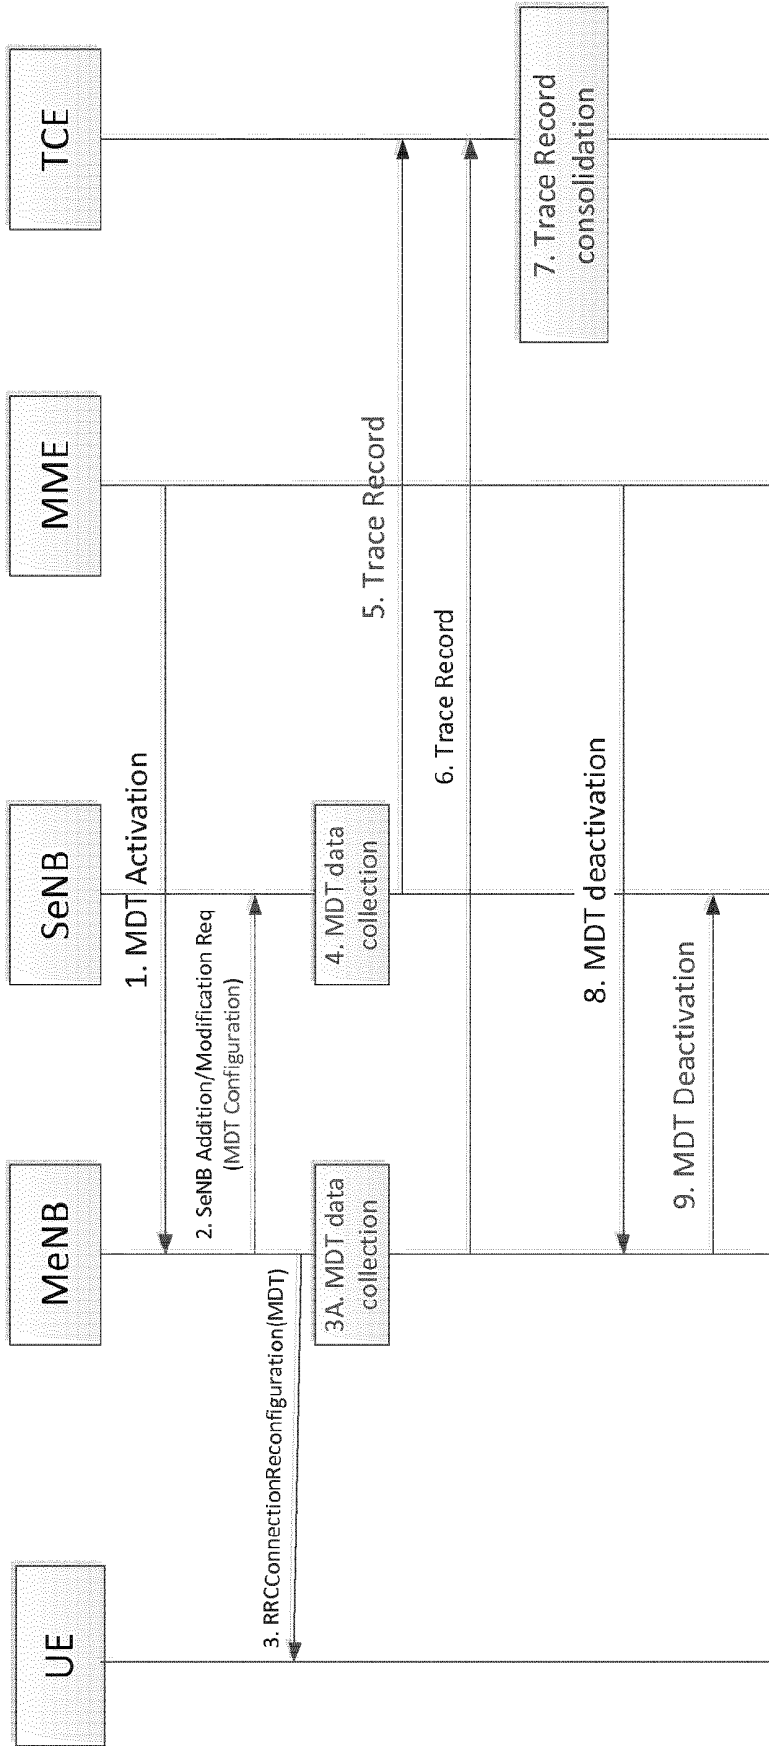 UE
MeNB
SeNB
MME
TCE
1. MDT Activation
2. SeNB Addition/Modification Req
(MDT Configuration)
3. RRCConnectionReconfiguration(MDT)
3A. MDT data
collection
4. MDT data
collection
5. Trace Record
6. Trace Record
7. Trace Record
consolidation
8. MDT deactivation
9. MDT Deactivation